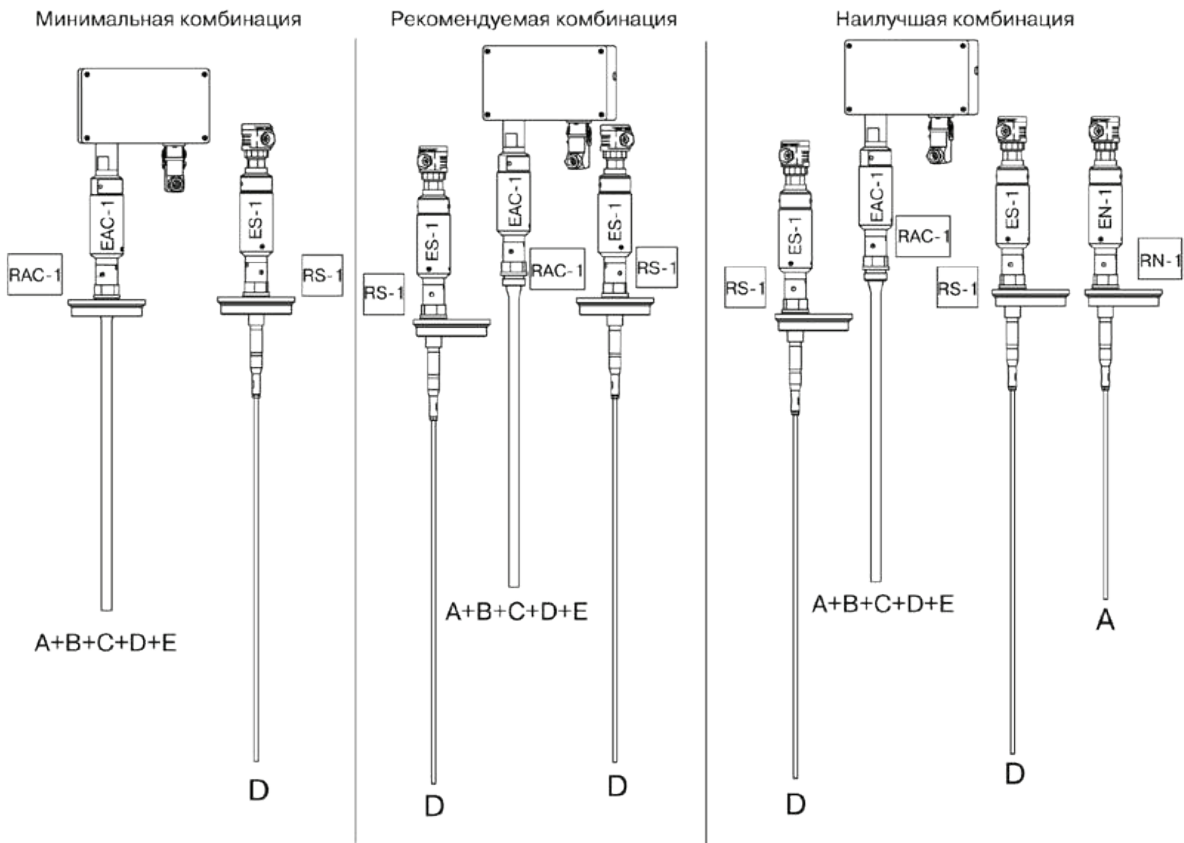 Минимальная комбинация
EAC-1
ES-1
RAC-1
RS-1
A+B+C+D+E
D
Рекомендуемая комбинация
ES-1
EAC-1
ES-1
RS-1
RAC-1
RS-1
A+B+C+D+E
D
D
Наилучшая комбинация
ES-1
EAC-1
ES-1
EN-1
RS-1
RAC-1
RS-1
RN-1
A+B+C+D+E
A
D
D